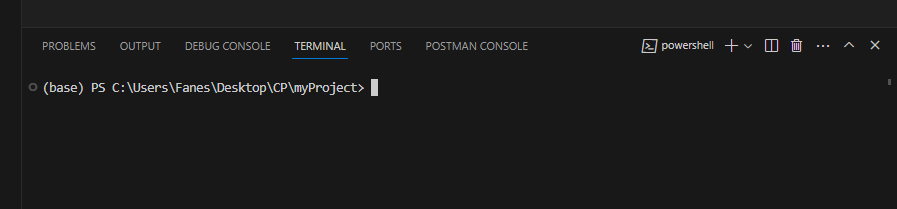 PROBLEMS OUTPUT DEBUG CONSOLE TERMINAL PORTS POSTMAN CONSOLE powershell
(base) PS C:\Users\Fanes\Desktop\CP\myProject>